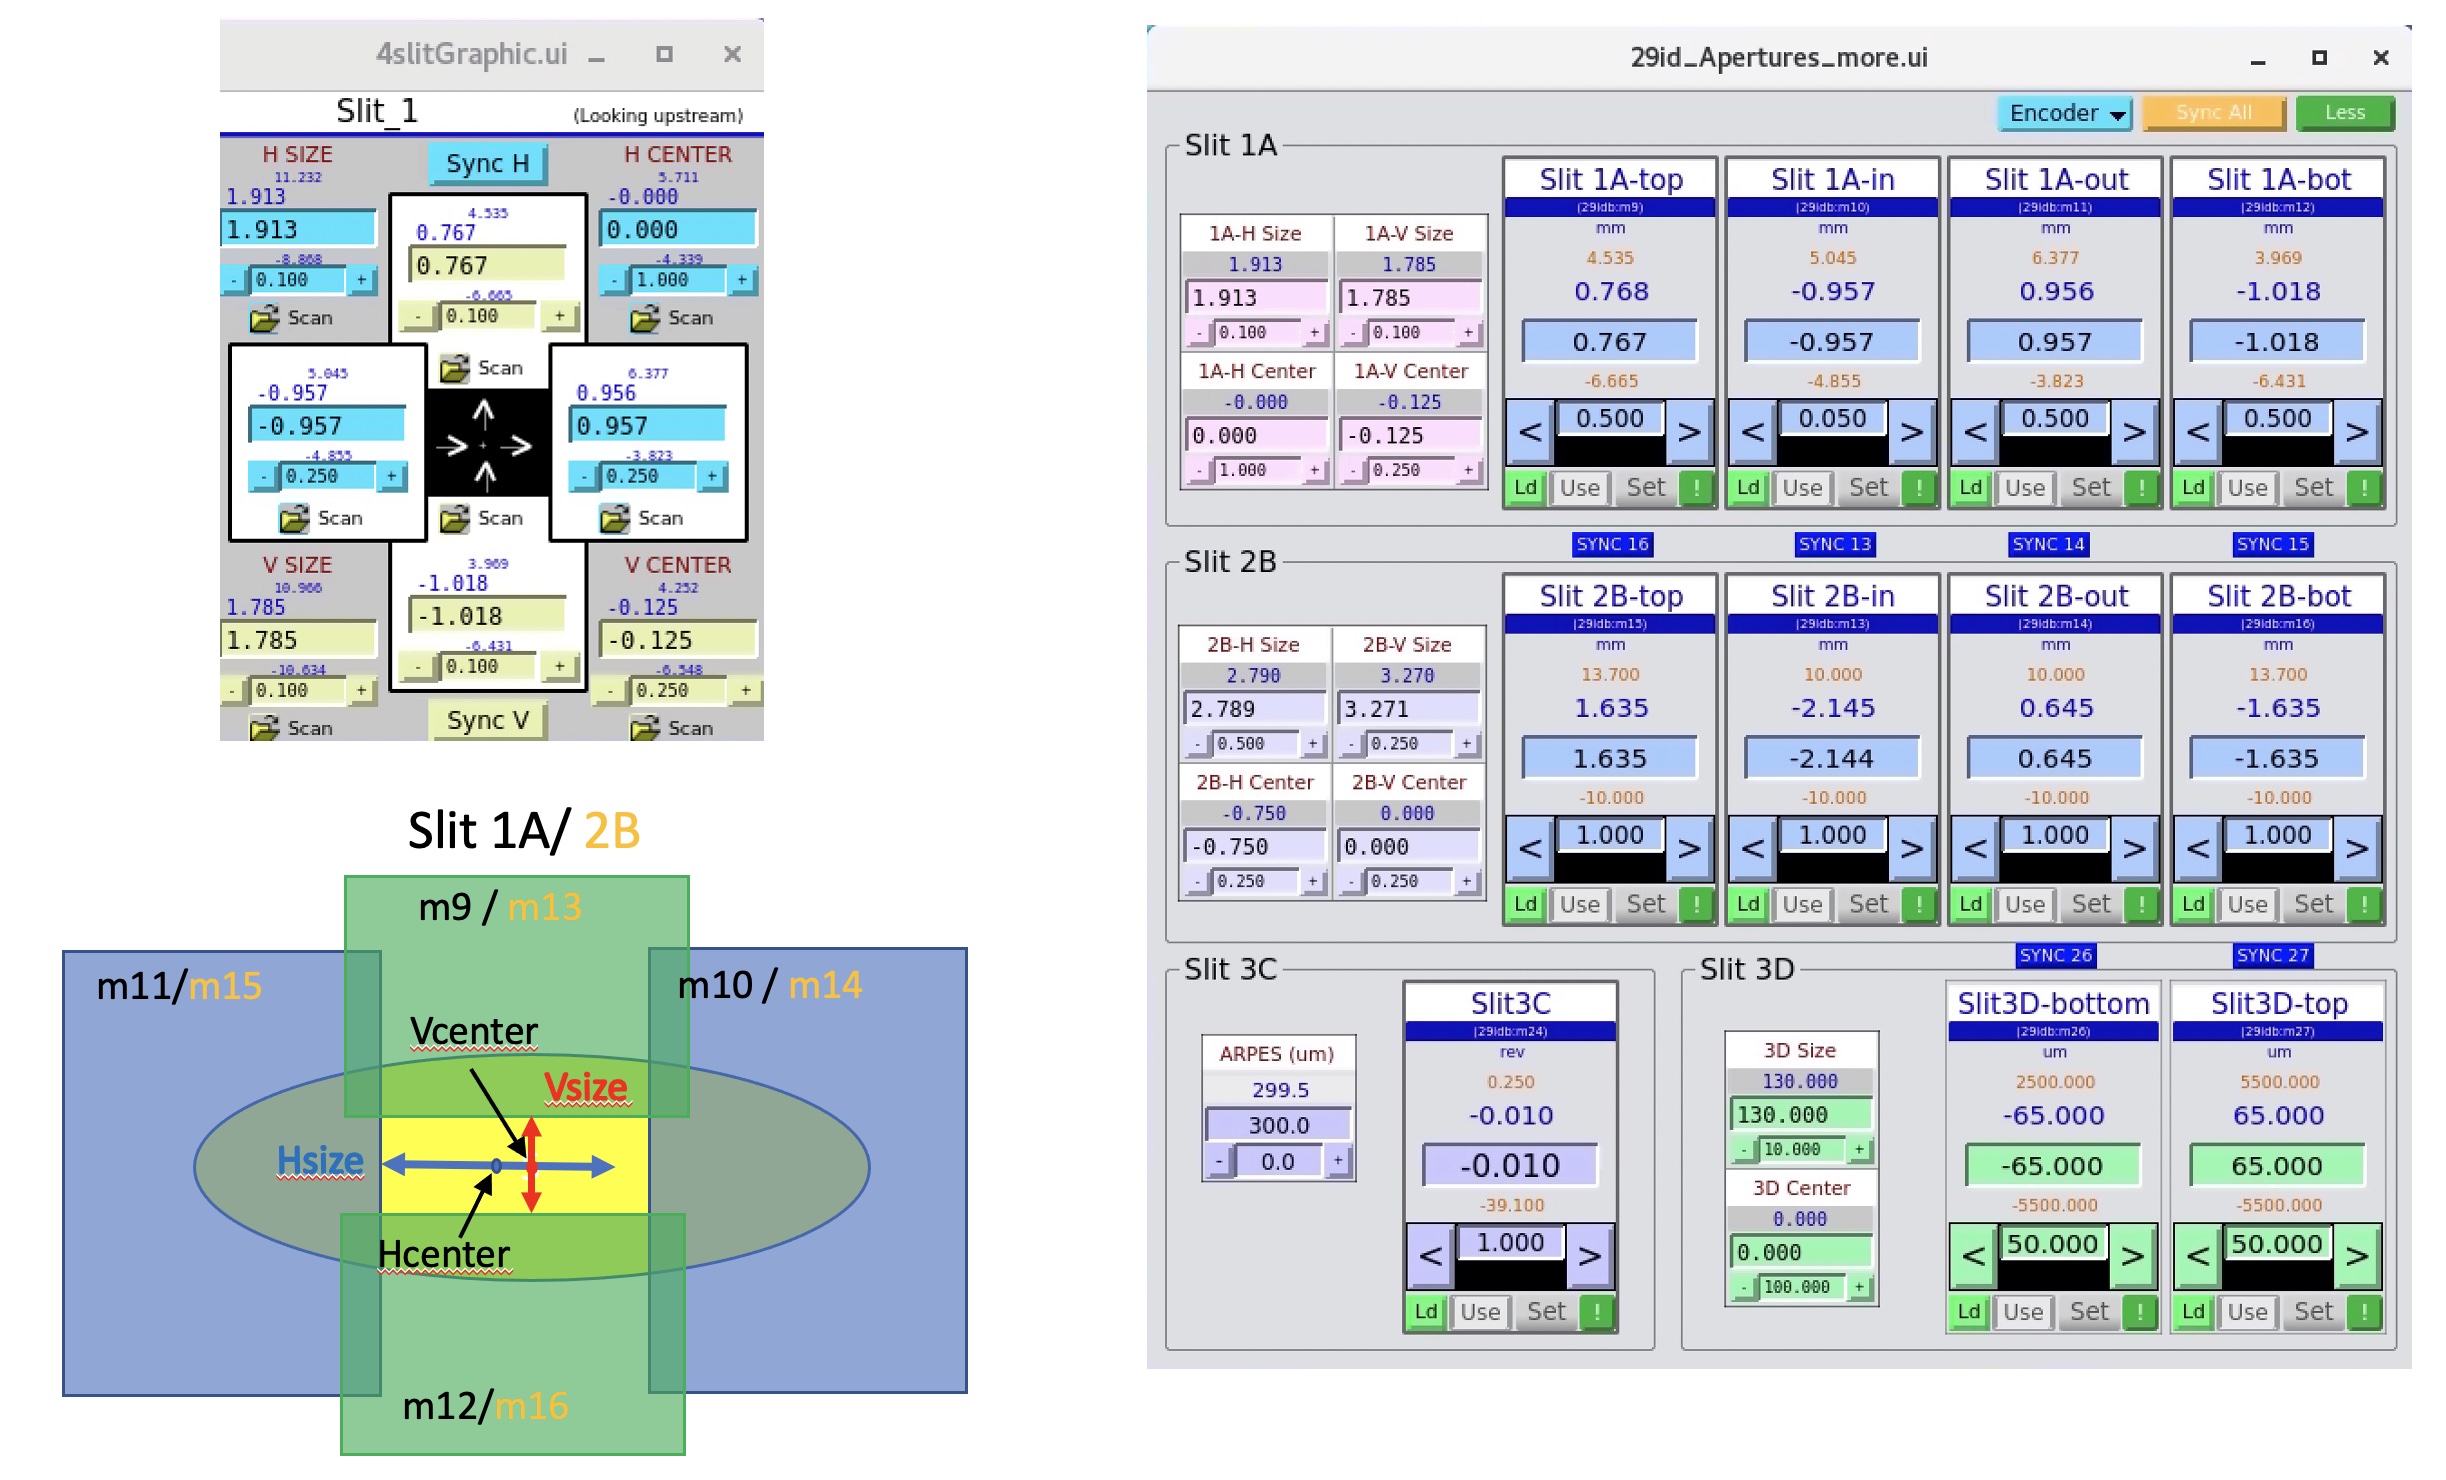 4slitGraphic.ui
Slit_1 (Looking upstream)
H SIZE
11.232
1.913
1.913
-8.868
- 0.100 +
Scan
Sync H
4.535
0.767
0.767
-6.665
- 0.100 +
Scan
H CENTER
5.711
-0.000
0.000
-4.339
- 1.000 +
Scan
5.045
-0.957
-0.957
-4.855
- 0.250 +
Scan
6.377
0.956
0.957
-3.823
- 0.250 +
Scan
Scan
V SIZE
10.966
1.785
1.785
-10.634
- 0.100 +
Scan
3.969
-1.018
-1.018
-6.431
- 0.100 +
Sync V
V CENTER
4.252
-0.125
-0.125
-6.548
- 0.250 +
Scan
Slit 1A/ 2B
m9 / m13
m11/m15
m10 / m14
Vcenter
Vsize
Hsize
Hcenter
m12/m16
29id_Apertures_more.ui
Encoder Sync All Less
Slit 1A
1A-H Size 1A-V Size
1.913 1.785
1.913 1.785
- 0.100 + - 0.100 +
1A-H Center 1A-V Center
-0.000 -0.125
0.000 -0.125
- 1.000 + - 0.250 +
Slit 1A-top Slit 1A-in Slit 1A-out Slit 1A-bot
(29idb:m9) (29idb:m10) (29idb:m11) (29idb:m12)
mm mm mm mm
4.535 5.045 6.377 3.969
0.768 -0.957 0.956 -1.018
0.767 -0.957 0.957 -1.018
-6.665 -4.855 -3.823 -6.431
< 0.500 > < 0.050 > < 0.500 > < 0.500 >
Ld Use Set ! Ld Use Set ! Ld Use Set ! Ld Use Set !
SYNC 16 SYNC 13 SYNC 14 SYNC 15
Slit 2B
2B-H Size 2B-V Size
2.790 3.270
2.789 3.271
- 0.500 + - 0.250 +
2B-H Center 2B-V Center
-0.750 0.000
-0.750 0.000
- 0.250 + - 0.250 +
Slit 2B-top Slit 2B-in Slit 2B-out Slit 2B-bot
(29idb:m15) (29idb:m13) (29idb:m14) (29idb:m16)
mm mm mm mm
13.700 10.000 10.000 13.700
1.635 -2.145 0.645 -1.635
1.635 -2.144 0.645 -1.635
-10.000 -10.000 -10.000 -10.000
< 1.000 > < 1.000 > < 1.000 > < 1.000 >
Ld Use Set ! Ld Use Set ! Ld Use Set ! Ld Use Set !
SYNC 26 SYNC 27
Slit 3C
ARPES (um)
299.5
300.0
- 0.0 +
Slit3C
(29idb:m24)
rev
0.250
-0.010
-0.010
-39.100
< 1.000 >
Ld Use Set !
Slit 3D
3D Size
130.000
130.000
- 10.000 +
3D Center
0.000
0.000
- 100.000 +
Slit3D-bottom Slit3D-top
(29idb:m26) (29idb:m27)
um um
2500.000 5500.000
-65.000 65.000
-65.000 65.000
-5500.000 -5500.000
< 50.000 > < 50.000 >
Ld Use Set ! Ld Use Set !